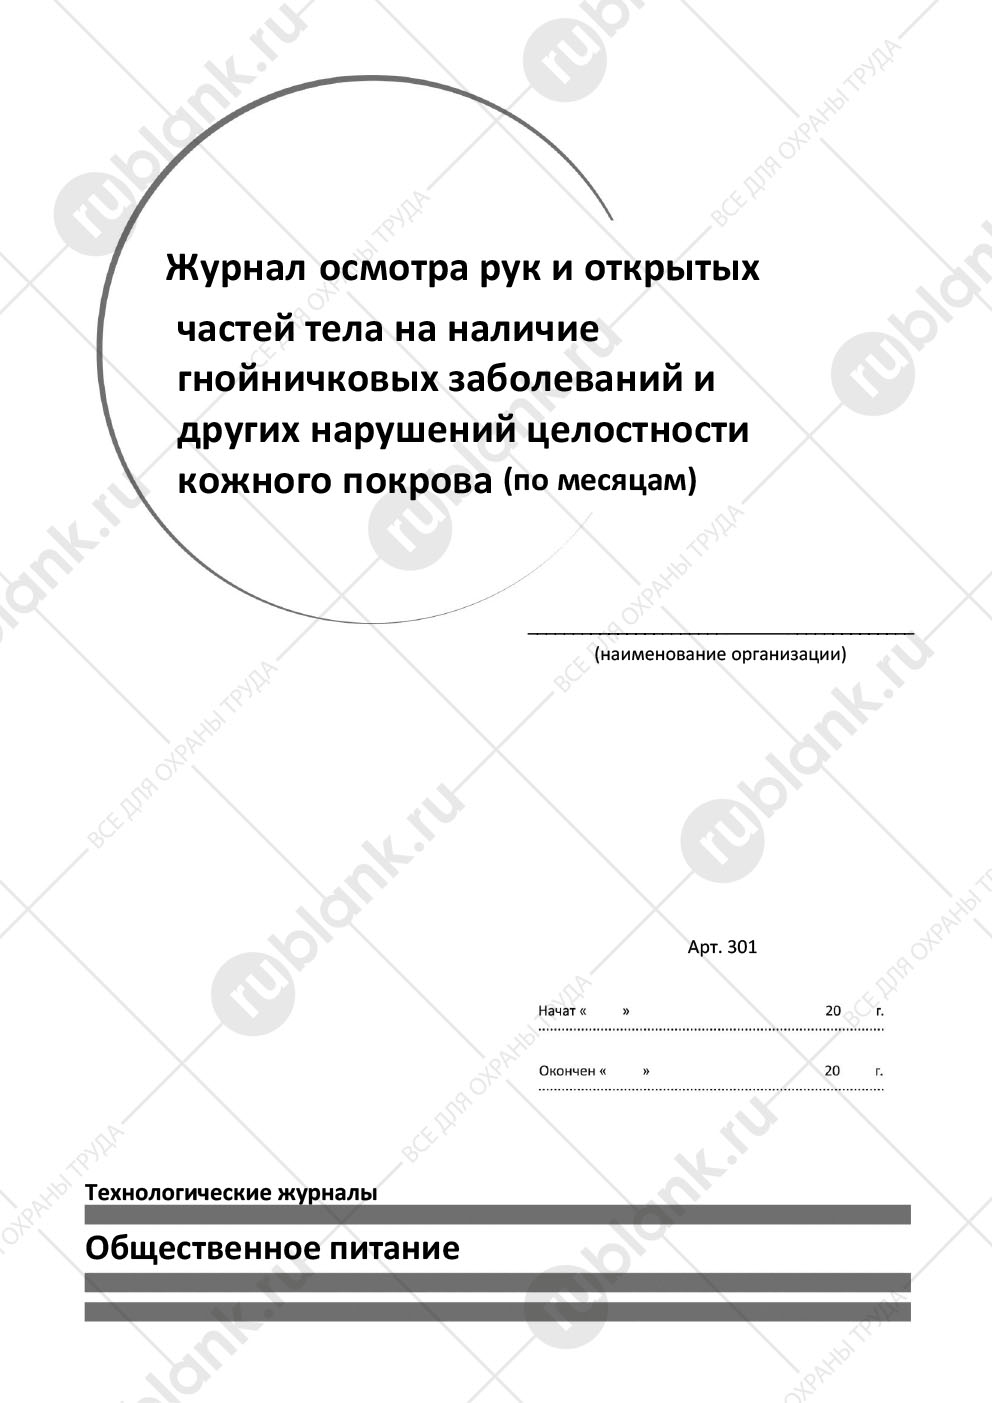 Журнал осмотра рук и открытых
частей тела на наличие
гнойничковых заболеваний и
других нарушений целостности
кожного покрова (по месяцам)
(наименование организации)
Арт. 301
Начат « » 20 г.
Окончен « » 20 г.
Технологические журналы
Общественное питание
rublank.ru
ВСЕ ДЛЯ ОХРАНЫ ТРУДА